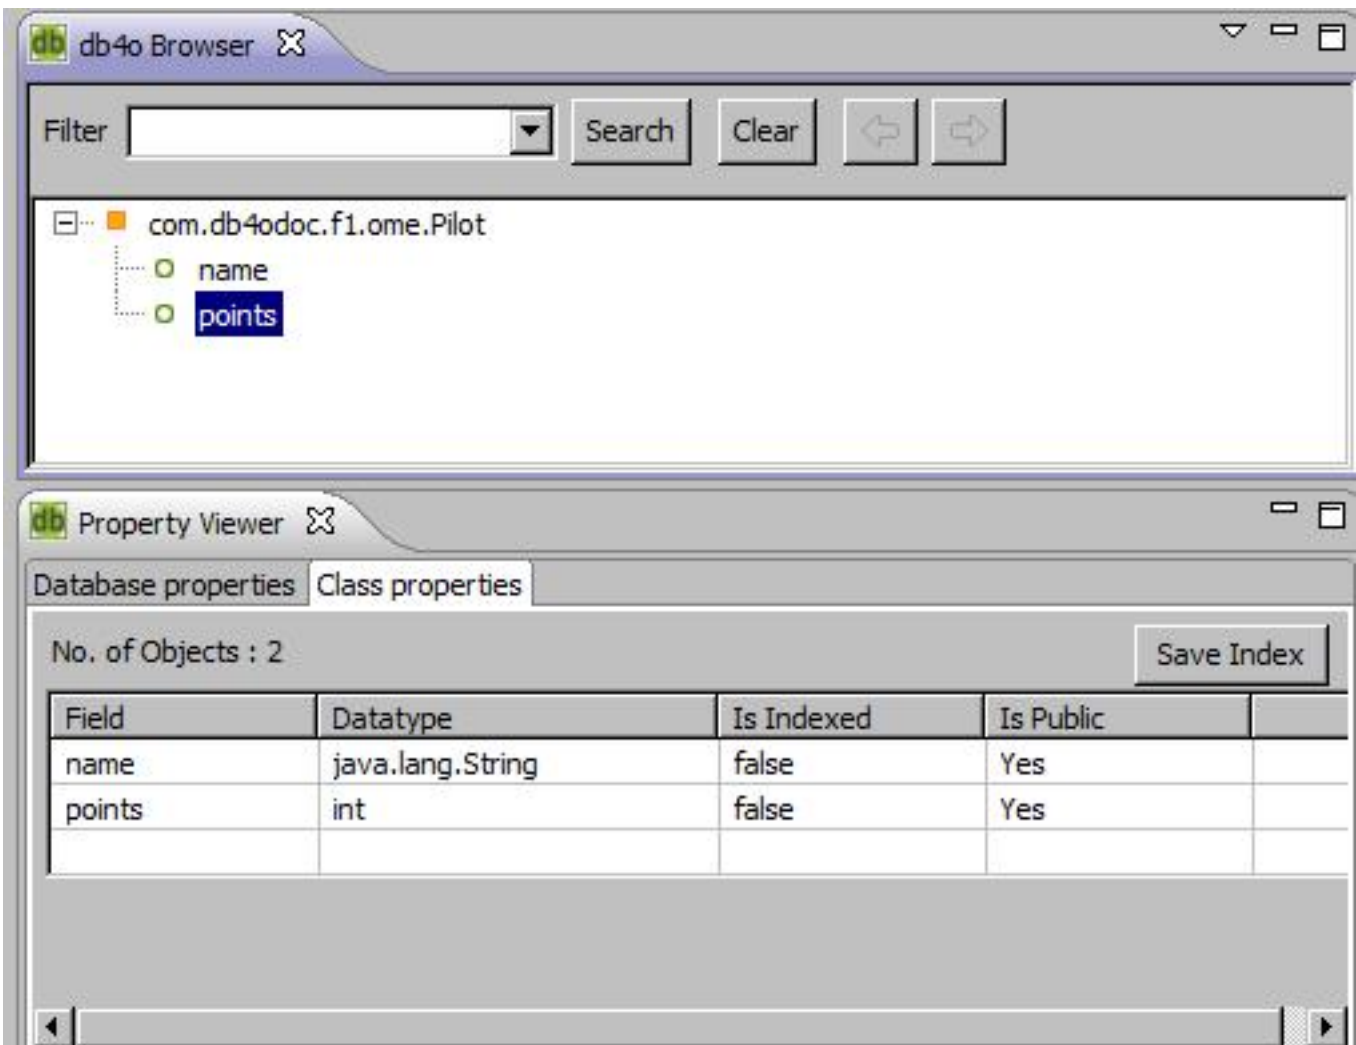 db db4o Browser
Filter Search Clear
com.db4odoc.f1.ome.Pilot
name
points
db Property Viewer
Database properties Class properties
No. of Objects : 2 Save Index
Field Datatype Is Indexed Is Public
name java.lang.String false Yes
points int false Yes